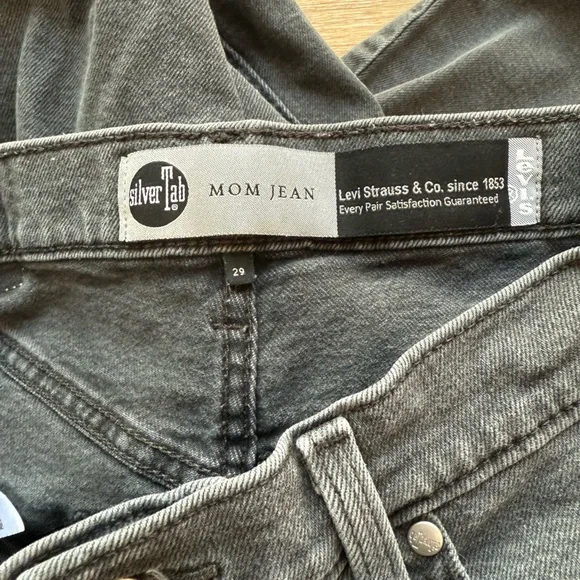 silver Tab®
MOM JEAN
Levi Strauss & Co. since 1853
Every Pair Satisfaction Guaranteed
LEVI'S®
29